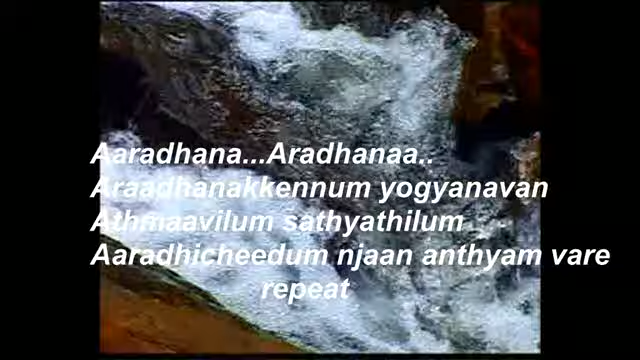 Aaradhana...Aradhanaa..
Araadhanakkennum yogyanavan
Athmaavilum sathyathilum
Aaradhicheedum njaan anthyam vare
repeat